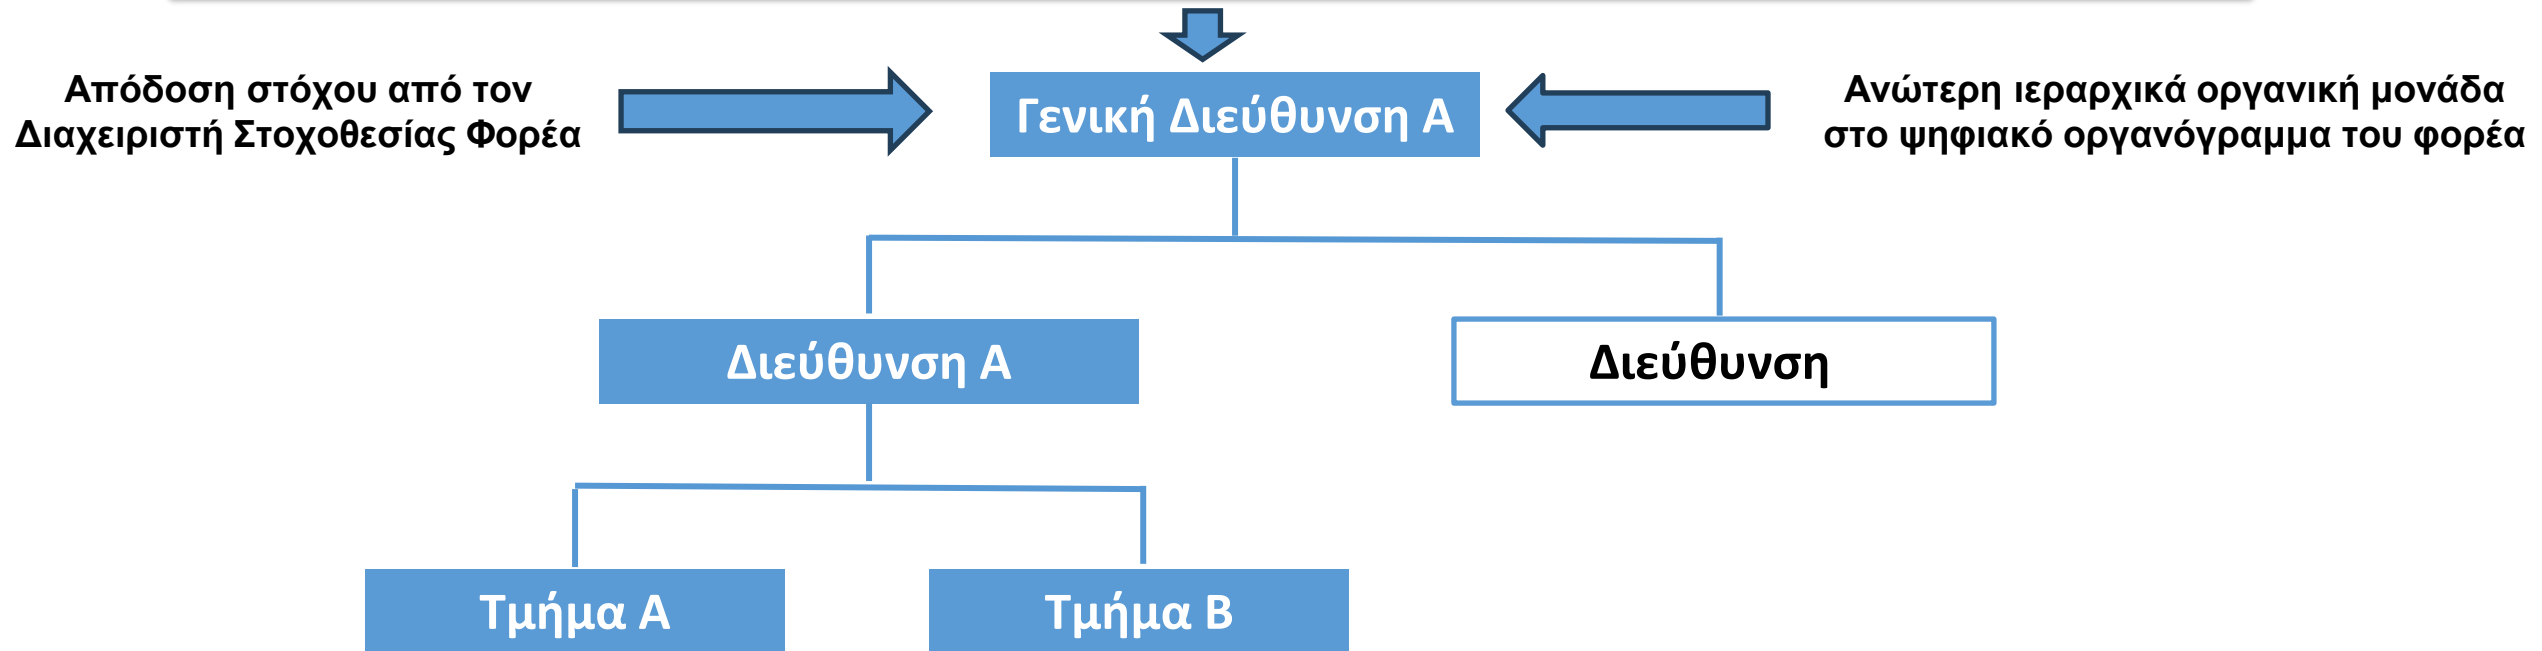 Απόδοση στόχου από τον
Διαχειριστή Στοχοθεσίας Φορέα
Γενική Διεύθυνση Α
Ανώτερη ιεραρχικά οργανική μονάδα
στο ψηφιακό οργανόγραμμα του φορέα
Διεύθυνση Α
Διεύθυνση
Τμήμα Α
Τμήμα Β